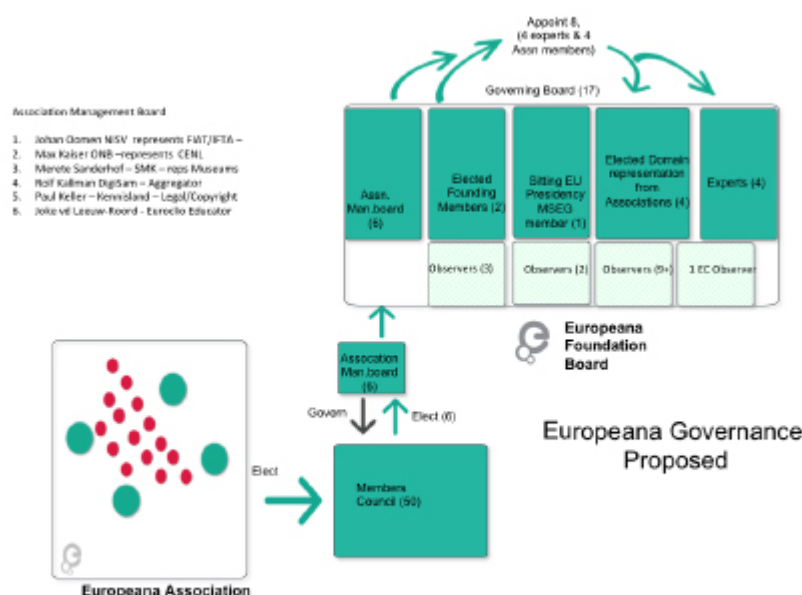 Appoint 8,
(4 experts & 4
Assn members)
Governing Board (17)
Association Management Board
1. Johan Oomen NISV represents FIAT/IFTA –
2. Max Kaiser ONB –represents CENL
3. Merete Sanderhof – SMK – reps Museums
4. Rolf Kallman DigiSam – Aggregator
5. Paul Keller – Kennisland – Legal/Copyright
6. Joke vd Leeuw-Roord - Euroclio Educator
Assn.
Man.board
(6)
Elected
Founding
Members (2)
Sitting EU
Presidency
MSEG
member (1)
Elected Domain
representation
from
Associations (4)
Experts (4)
Observers (3)
Observers (2)
Observers (9+)
1 EC Observer
Europeana
Foundation
Board
Assocation
Man.board
(6)
Govern
Elect (6)
Europeana Governance
Proposed
Elect
Members
Council (50)
Europeana Association